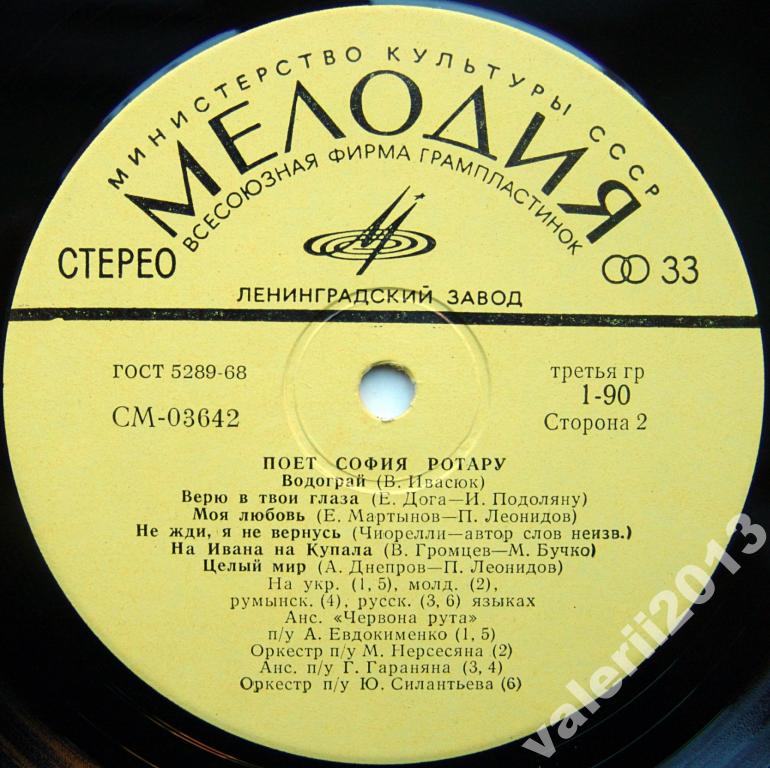 МИНИСТЕРСТВО КУЛЬТУРЫ СССР
МЕЛОДИЯ
ВСЕСОЮЗНАЯ ФИРМА ГРАМПЛАСТИНОК
СТЕРЕО 33
ЛЕНИНГРАДСКИЙ ЗАВОД
ГОСТ 5289-68 третья гр
СМ-03642 1-90
Сторона 2
ПОЕТ СОФИЯ РОТАРУ
Водограй (В. Ивасюк)
Верю в твои глаза (Е. Дога—И. Подоляну)
Моя любовь (Е. Мартынов—П. Леонидов)
Не жди, я не вернусь (Чиорелли—автор слов неизв.)
На Ивана на Купала (В. Громцев—М. Бучко)
Целый мир (А. Днепров—П. Леонидов)
На укр. (1, 5), молд. (2),
румынск. (4), русск. (3, 6) языках
Анс. «Червона рута»
п/у А. Евдокименко (1, 5)
Оркестр п/у М. Нерсесяна (2)
Анс. п/у Г. Гараняна (3, 4)
Оркестр п/у Ю. Силантьева (6)
valerii2013